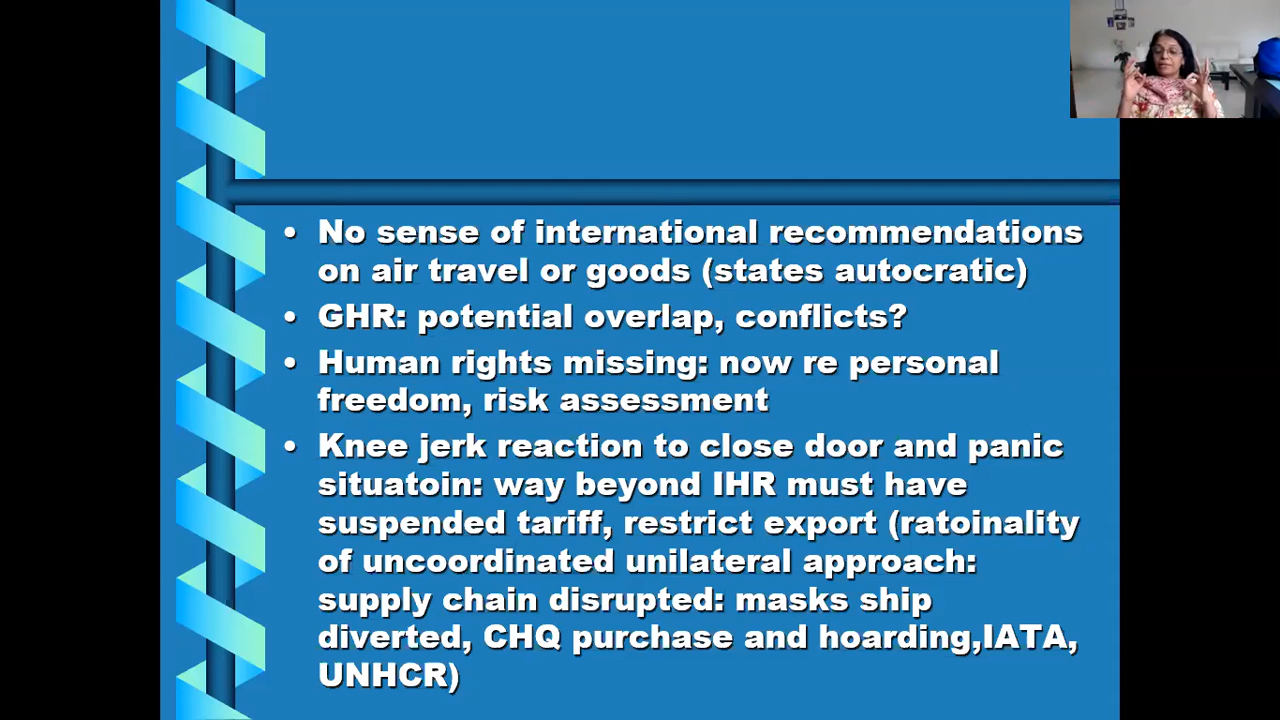 • No sense of international recommendations
on air travel or goods (states autocratic)
• GHR: potential overlap, conflicts?
• Human rights missing: now re personal
freedom, risk assessment
• Knee jerk reaction to close door and panic
situatoin: way beyond IHR must have
suspended tariff, restrict export (ratoinality
of uncoordinated unilateral approach:
supply chain disrupted: masks ship
diverted, CHQ purchase and hoarding,IATA,
UNHCR)